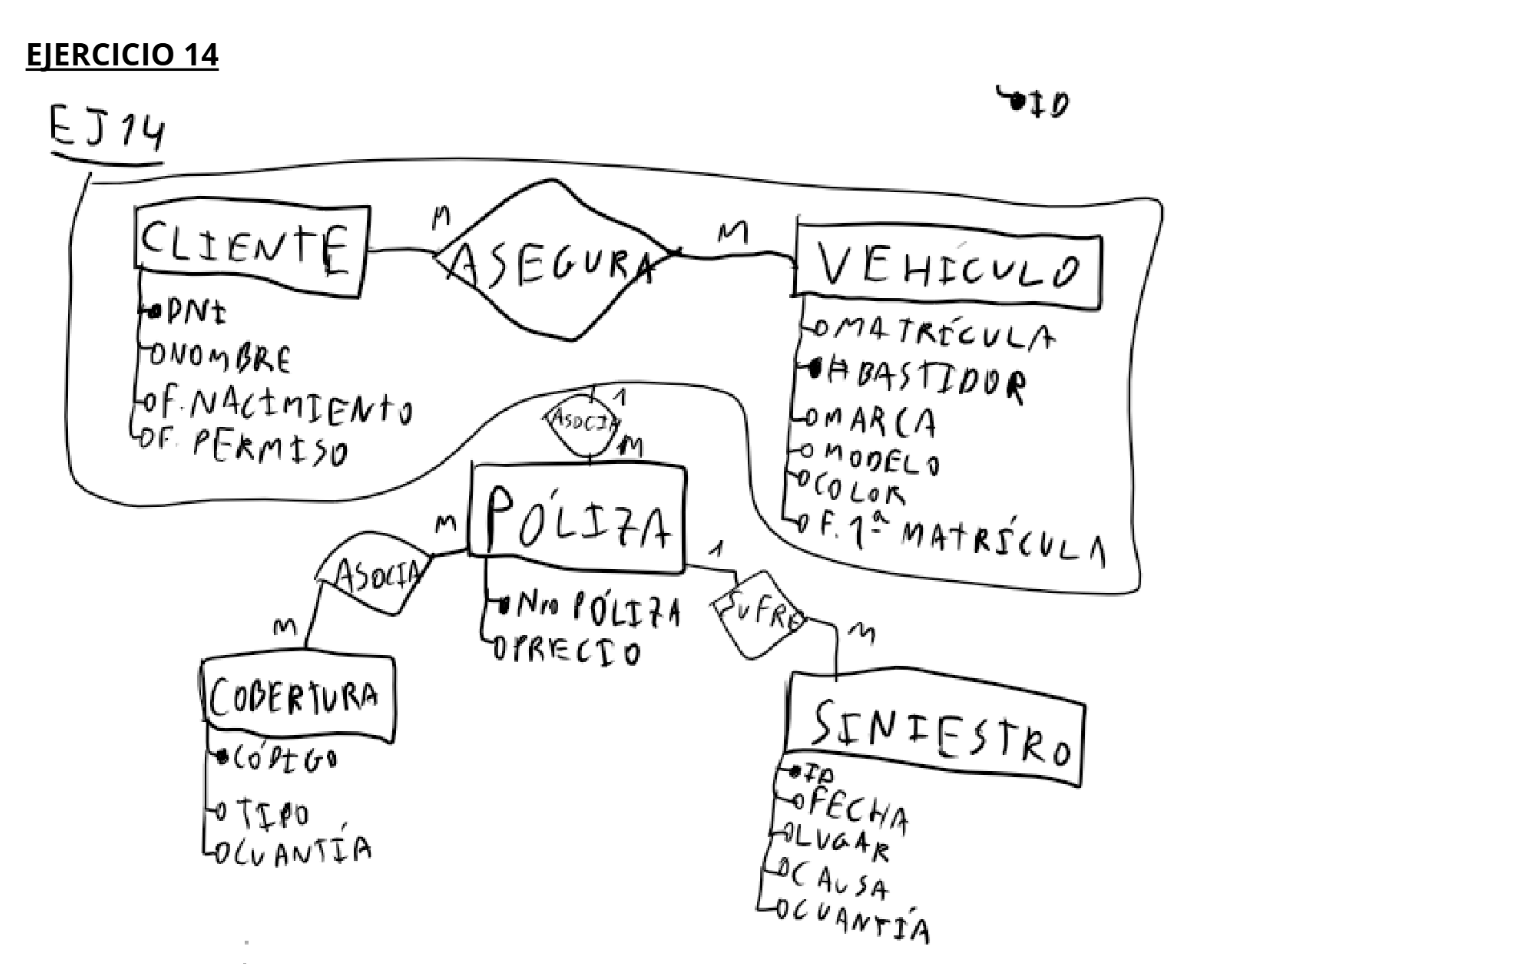 EJERCICIO 14
ID
EJ14
CLIENTE
M
ASEGURA
M
VEHÍCULO
DNI
NOMBRE
F. NACIMIENTO
F. PERMISO
MATRÍCULA
# BASTIDOR
MARCA
MODELO
COLOR
F. 1ª MATRÍCULA
1
ASOCIA
M
PÓLIZA
Nro PÓLIZA
PRECIO
M
ASOCIA
M
1
SUFRE
M
COBERTURA
CÓDIGO
TIPO
CUANTÍA
SINIESTRO
ID
FECHA
LUGAR
CAUSA
CUANTÍA